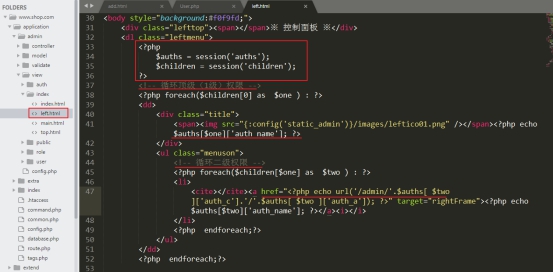 FOLDERS
www.shop.com
application
admin
controller
model
validate
view
auth
index
index.html
left.html
main.html
top.html
public
role
user
config.php
extra
index
.htaccess
command.php
common.php
config.php
database.php
route.php
tags.php
extend
add.html
User.php
left.html
30 <body style="background:#f0f9fd;">
31 <div class="lefttop"><span></span>※ 控制面板 ※</div>
32 <dl class="leftmenu">
33 <?php
34 $auths = session('auths');
35 $children = session('children');
36 ?>
37 <!-- 循环顶级（1级）权限 -->
38 <?php foreach($children[0] as $one ) : ?>
39 <dd>
40 <div class="title">
41 <span><img src="{:config('static_admin')}/images/leftico01.png" /></span><?php echo
$auths[$one]['auth_name']; ?>
42 </div>
43 <ul class="menuson">
44 <!-- 循环二级权限 -->
45 <?php foreach($children[$one] as $two ) : ?>
46 <li>
47 <cito></cito><a href="<?php echo url('/admin/'.$auths[ $two
]['auth_c'].'/'.$auths[ $two ]['auth_a']); ?>" target="rightFrame"><?php echo
$auths[$two]['auth_name']; ?></a><i></i>
48 </li>
49 <?php endforeach;?>
50 </ul>
51 </dd>
52 <?php endforeach;?>
53